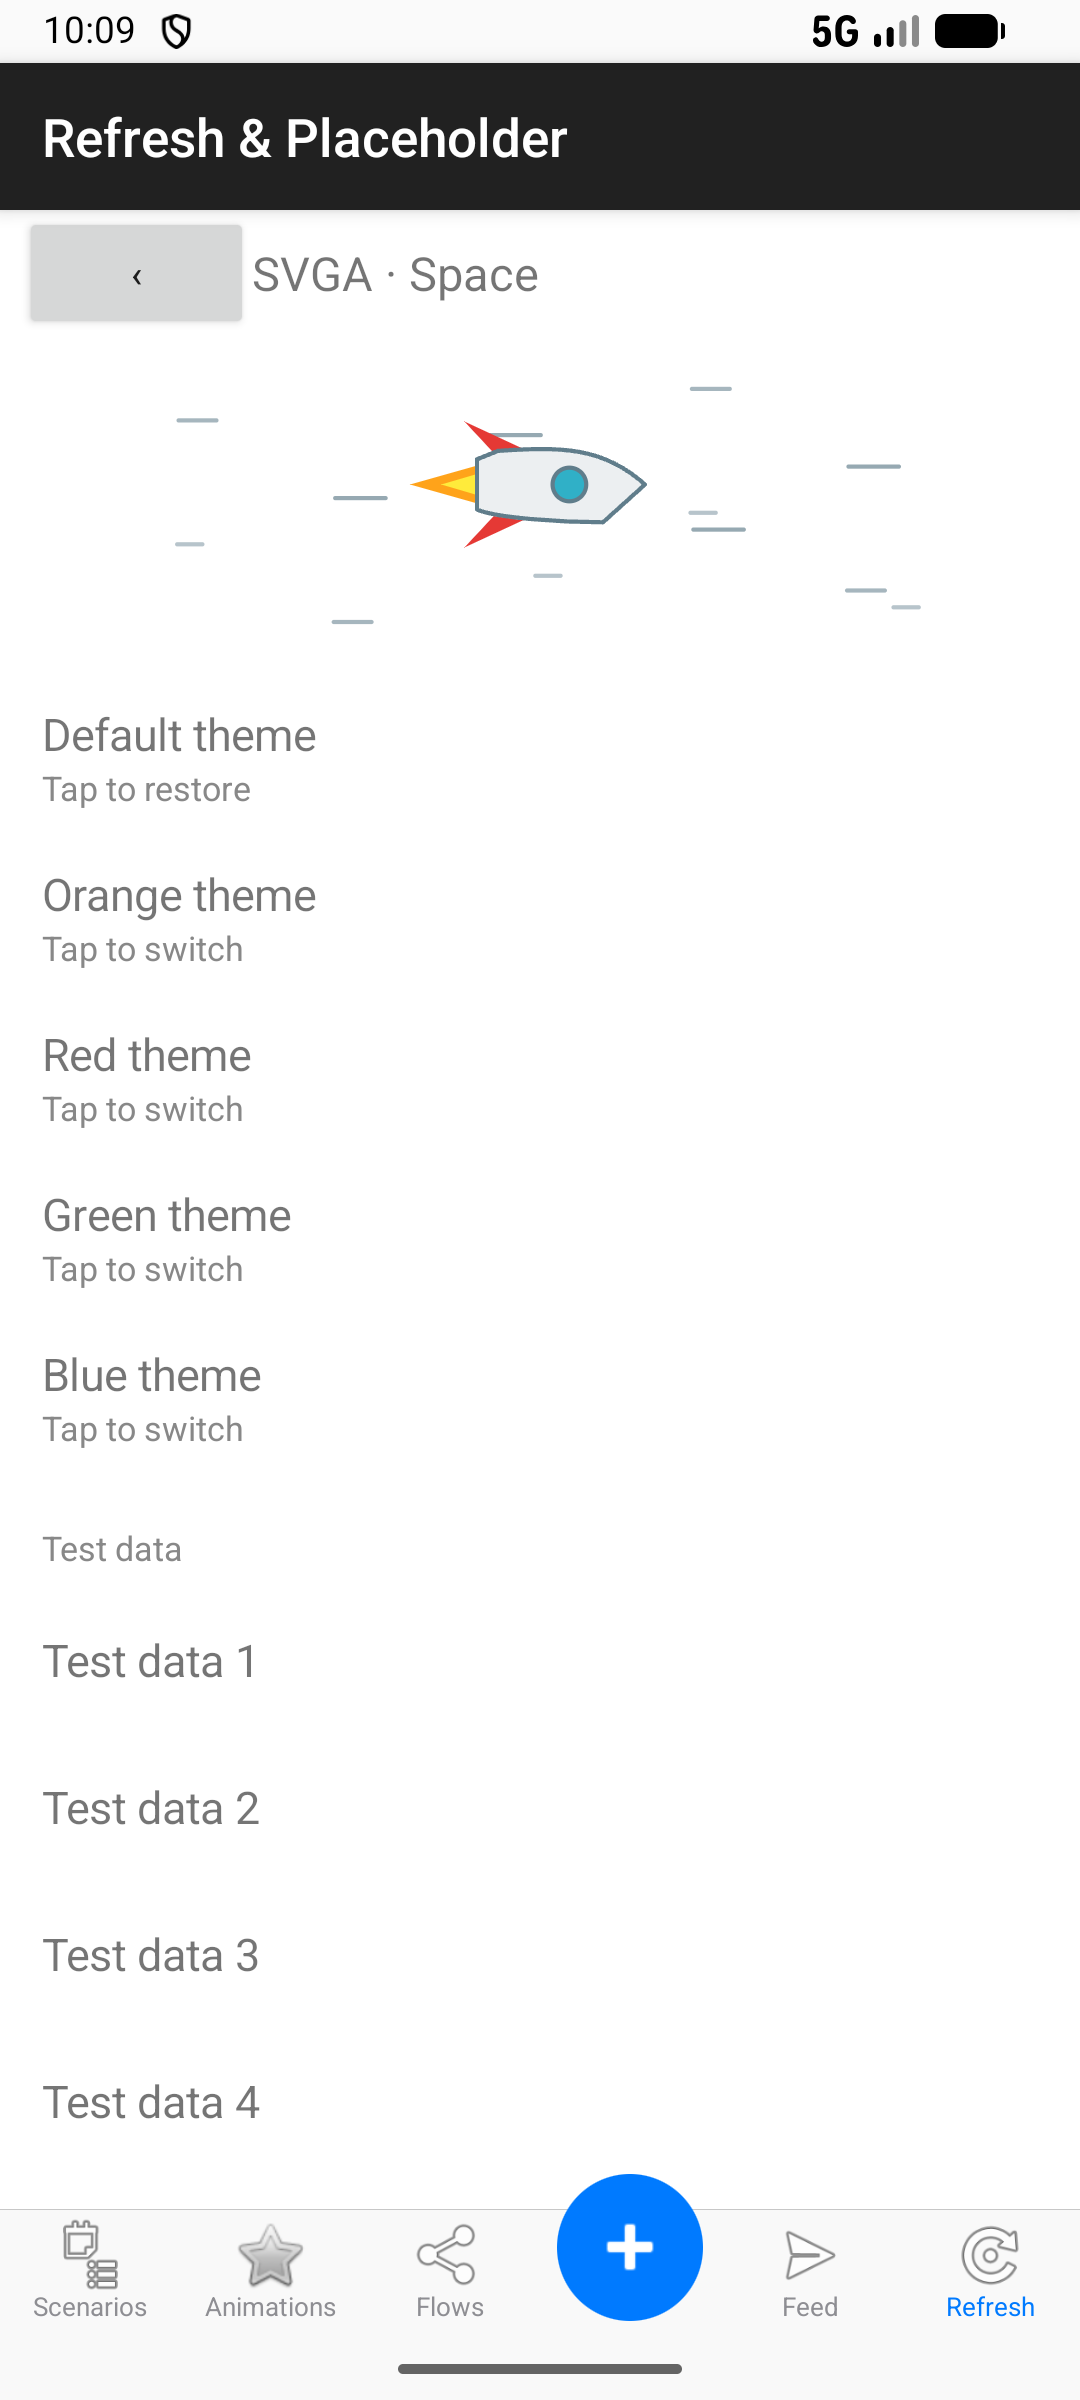 10:09
5G
Refresh & Placeholder
‹ SVGA · Space
Default theme
Tap to restore
Orange theme
Tap to switch
Red theme
Tap to switch
Green theme
Tap to switch
Blue theme
Tap to switch
Test data
Test data 1
Test data 2
Test data 3
Test data 4
Scenarios
Animations
Flows
Feed
Refresh